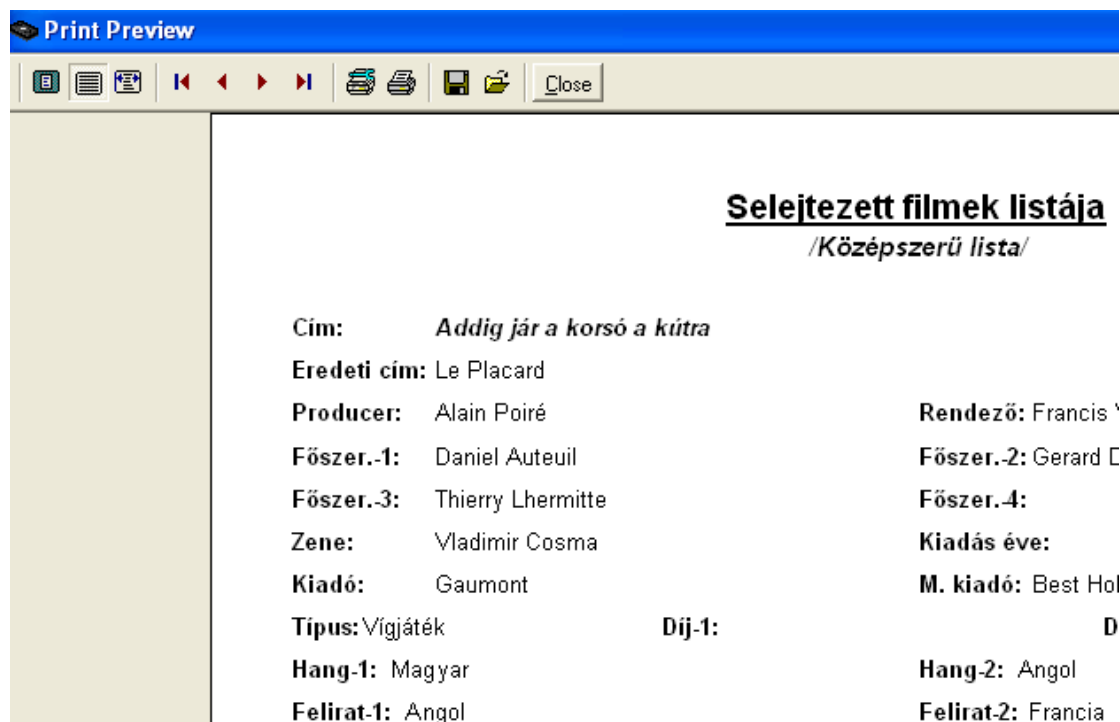 Print Preview
Close
Selejtezett filmek listája
/Középszerű lista/
Cím: Addig jár a korsó a kútra
Eredeti cím: Le Placard
Producer: Alain Poiré Rendező: Francis
Főszer.-1: Daniel Auteuil Főszer.-2: Gerard
Főszer.-3: Thierry Lhermitte Főszer.-4:
Zene: Vladimir Cosma Kiadás éve:
Kiadó: Gaumont M. kiadó: Best
Típus: Vígjáték Díj-1:
Hang-1: Magyar Hang-2: Angol
Felirat-1: Angol Felirat-2: Francia